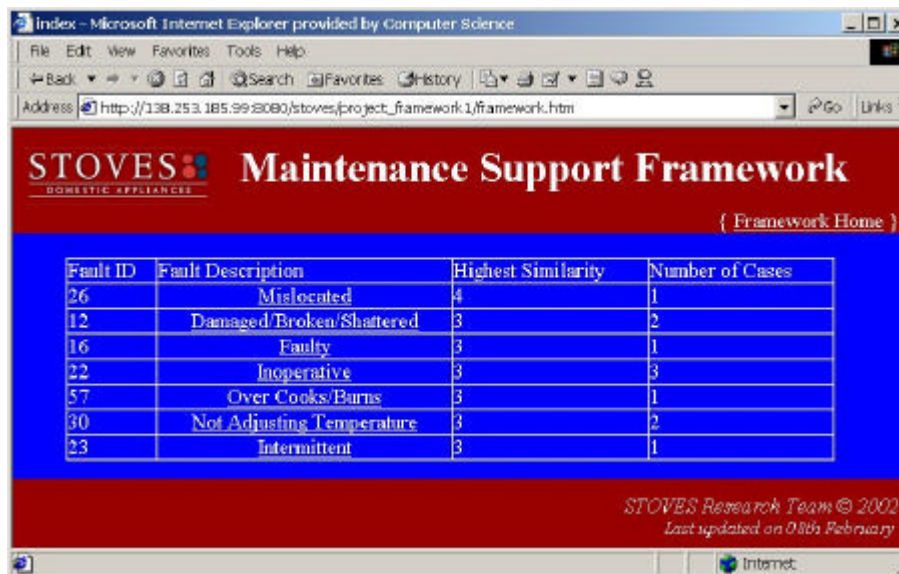 index - Microsoft Internet Explorer provided by Computer Science
File Edit View Favorites Tools Help
Back Search Favorites History
Address http://138.253.185.99:8080/stoves/project_framework1/framework.htm Go Links
STOVES
DOMESTIC APPLIANCES
Maintenance Support Framework
{ Framework Home }
Fault ID Fault Description Highest Similarity Number of Cases
26 Mislocated 4 1
12 Damaged/Broken/Shattered 3 2
16 Faulty 3 1
22 Inoperative 3 3
57 Over Cooks/Burns 3 1
30 Not Adjusting Temperature 3 2
23 Intermittent 3 1
STOVES Research Team © 2002
Last updated on 08th February
Internet